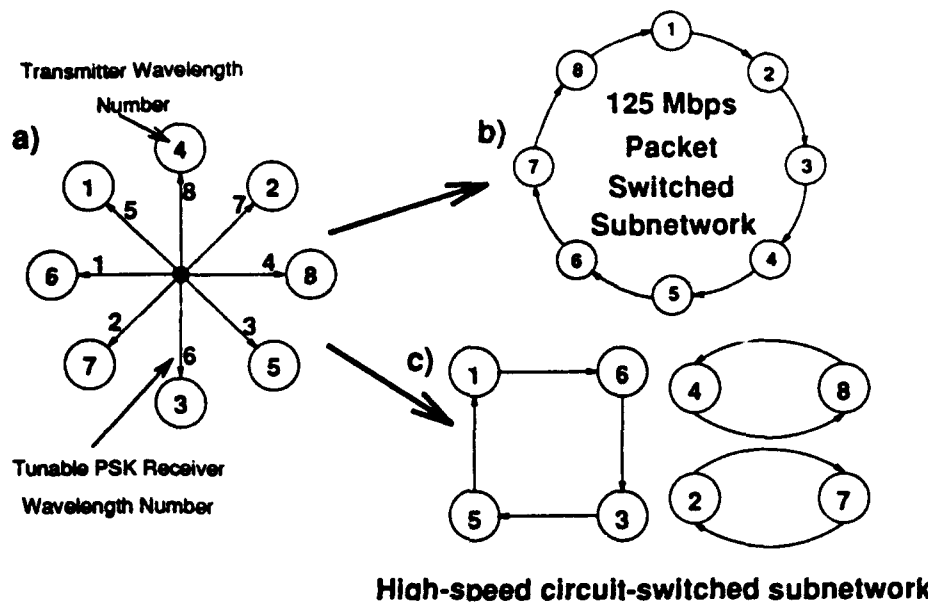 Transmitter Wavelength
Number
a)
4
1
2
8
5
7
6
1
4
8
2
6
3
7
5
3
Tunable PSK Receiver
Wavelength Number
b)
1
8
2
125 Mbps
Packet
7
3
Switched
Subnetwork
6
4
5
c)
1
6
4
8
5
3
2
7
High-speed circuit-switched subnetwork